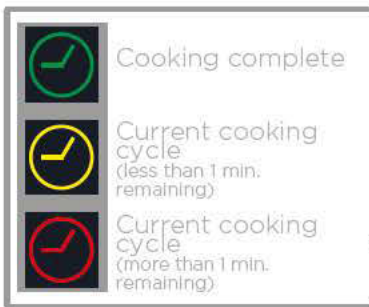 Cooking complete
Current cooking
cycle
(less than 1 min.
remaining)
Current cooking
cycle
(more than 1 min.
remaining)